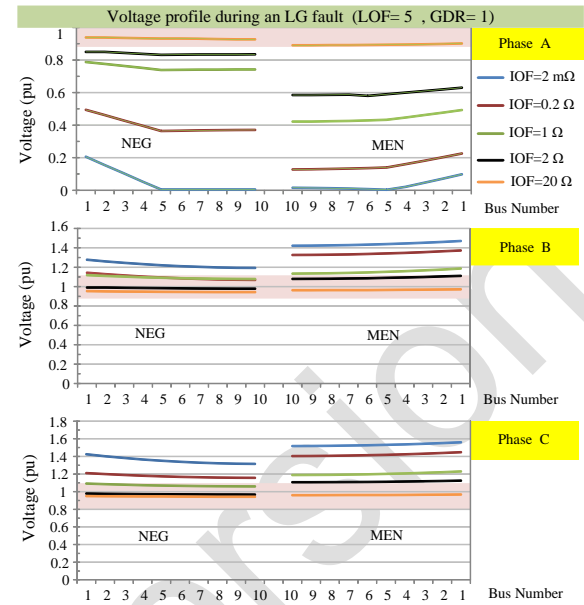 Voltage profile during an LG fault (LOF= 5 , GDR= 1)
Phase A
Voltage (pu)
1
0.8
0.6
0.4
0.2
0
NEG
MEN
IOF=2 mΩ
IOF=0.2 Ω
IOF=1 Ω
IOF=2 Ω
IOF=20 Ω
1 2 3 4 5 6 7 8 9 10 10 9 8 7 6 5 4 3 2 1 Bus Number
Phase B
Voltage (pu)
1.6
1.4
1.2
1
0.8
0.6
0.4
0.2
0
NEG
MEN
1 2 3 4 5 6 7 8 9 10 10 9 8 7 6 5 4 3 2 1 Bus Number
Phase C
Voltage (pu)
1.8
1.6
1.4
1.2
1
0.8
0.6
0.4
0.2
0
NEG
MEN
1 2 3 4 5 6 7 8 9 10 10 9 8 7 6 5 4 3 2 1 Bus Number